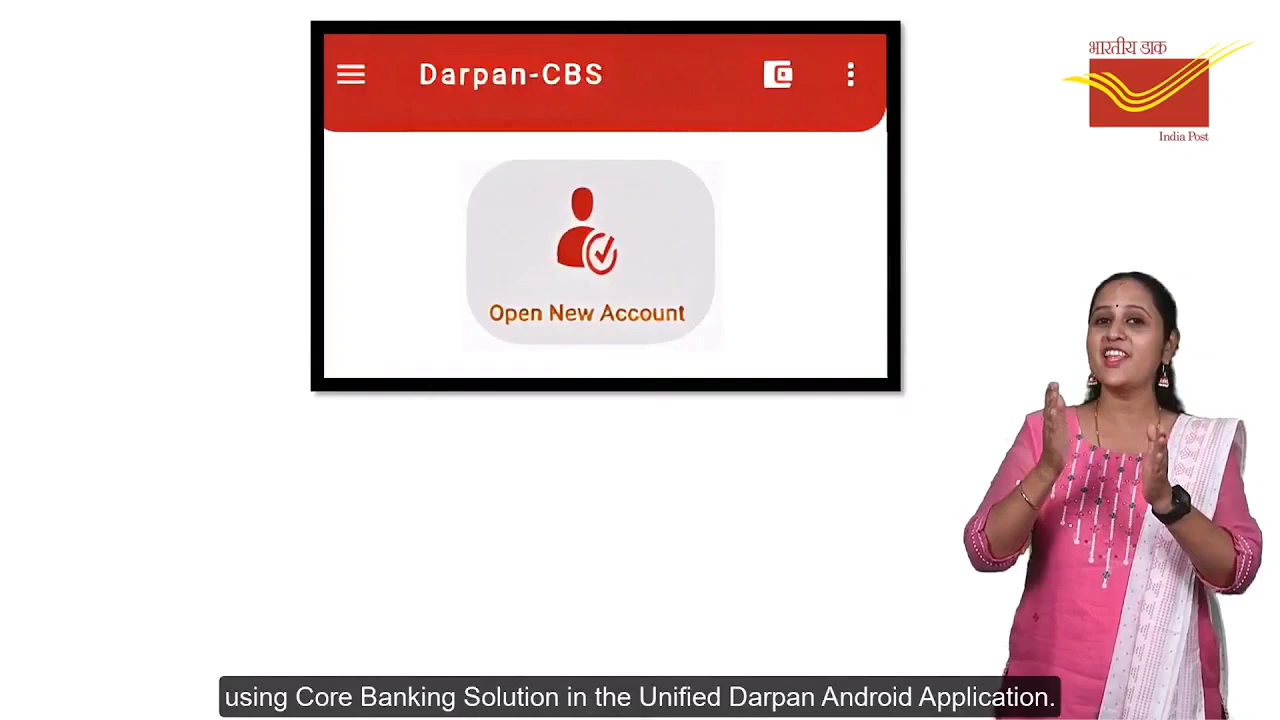 Darpan-CBS
भारतीय डाक
India Post
Open New Account
using Core Banking Solution in the Unified Darpan Android Application.